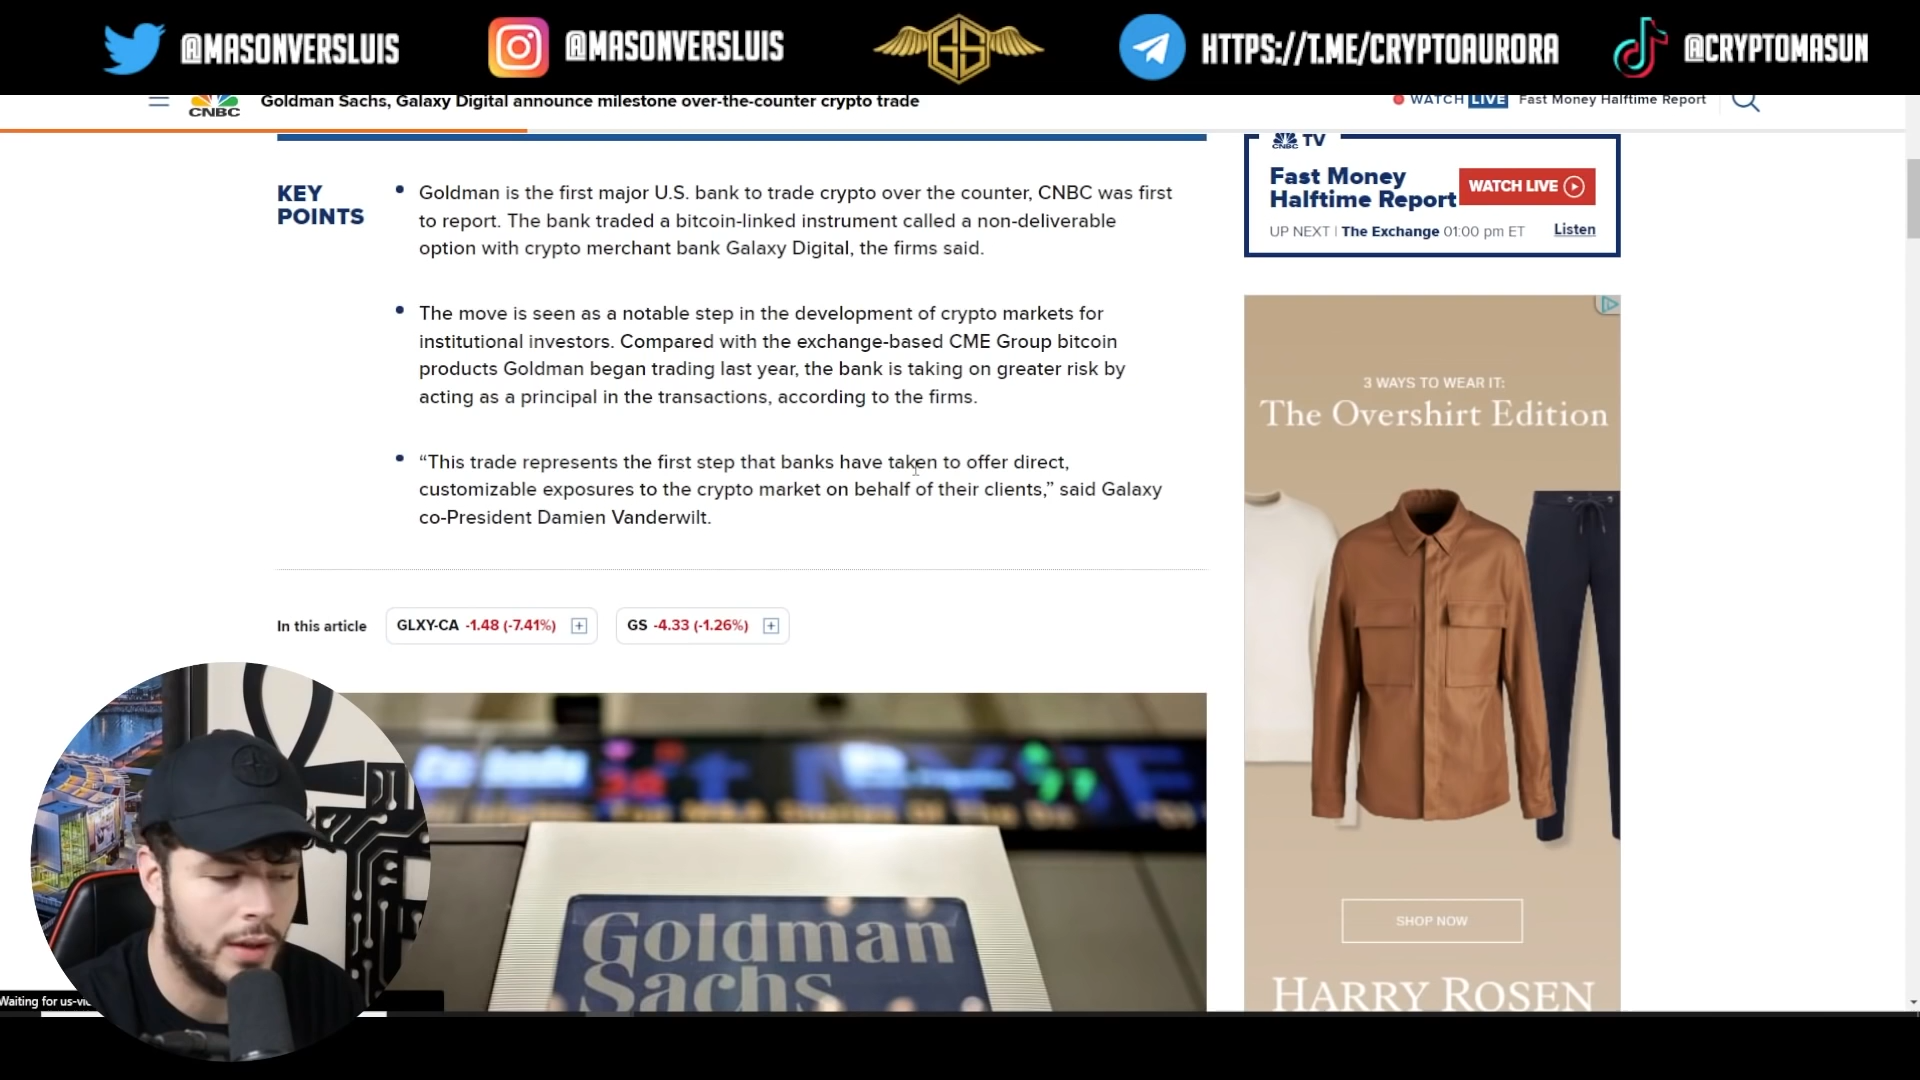 @MASONVERSLUIS
@MASONVERSLUIS
GS
HTTPS://T.ME/CRYPTOAURORA
@CRYPTOMASUN
CNBC
Goldman Sachs, Galaxy Digital announce milestone over-the-counter crypto trade
WATCH LIVE
Fast Money Halftime Report
KEY
POINTS
Goldman is the first major U.S. bank to trade crypto over the counter, CNBC was first
to report. The bank traded a bitcoin-linked instrument called a non-deliverable
option with crypto merchant bank Galaxy Digital, the firms said.
The move is seen as a notable step in the development of crypto markets for
institutional investors. Compared with the exchange-based CME Group bitcoin
products Goldman began trading last year, the bank is taking on greater risk by
acting as a principal in the transactions, according to the firms.
“This trade represents the first step that banks have taken to offer direct,
customizable exposures to the crypto market on behalf of their clients,” said Galaxy
co-President Damien Vanderwilt.
In this article
GLXY-CA -1.48 (-7.41%)
GS -4.33 (-1.26%)
CNBC TV
Fast Money
Halftime Report
WATCH LIVE
UP NEXT | The Exchange 01:00 pm ET
Listen
3 WAYS TO WEAR IT:
The Overshirt Edition
SHOP NOW
HARRY ROSEN
Goldman
Sachs
Waiting for us-vi